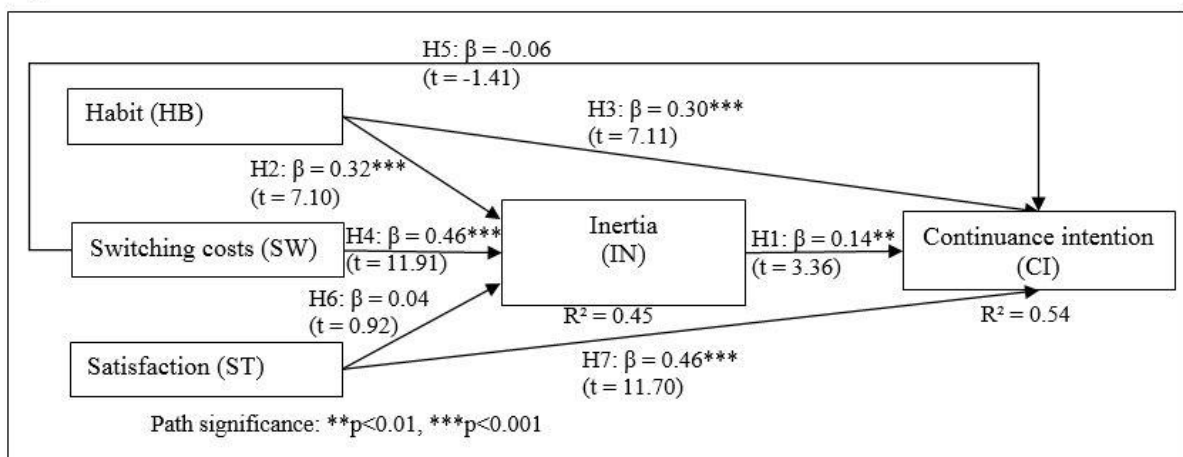 H5: β = -0.06
(t = -1.41)
Habit (HB)
H3: β = 0.30***
(t = 7.11)
H2: β = 0.32***
(t = 7.10)
Switching costs (SW)
H4: β = 0.46***
(t = 11.91)
Inertia
(IN)
H1: β = 0.14**
(t = 3.36)
Continuance intention
(CI)
H6: β = 0.04
(t = 0.92)
R² = 0.45
R² = 0.54
Satisfaction (ST)
H7: β = 0.46***
(t = 11.70)
Path significance: **p<0.01, ***p<0.001